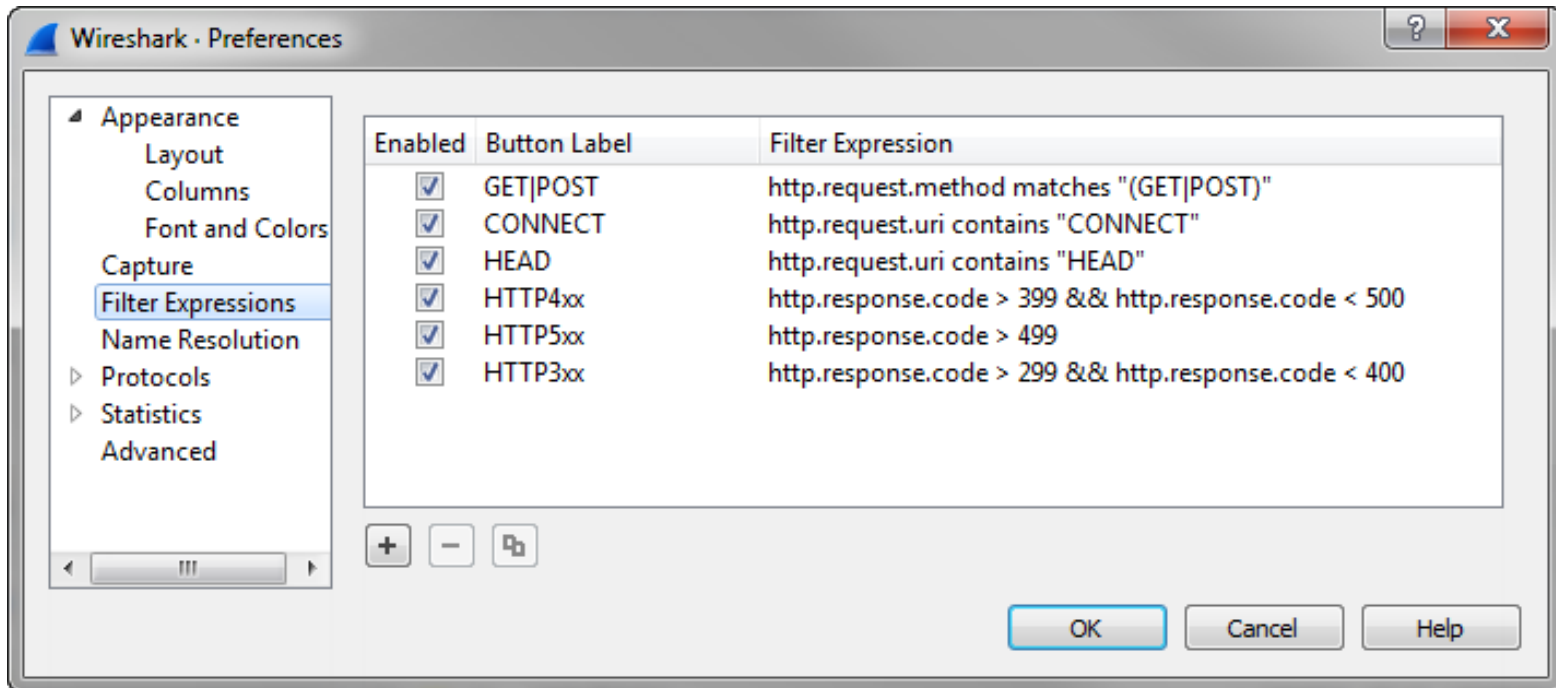 Wireshark · Preferences
Appearance
Layout
Columns
Font and Colors
Capture
Filter Expressions
Name Resolution
Protocols
Statistics
Advanced
Enabled Button Label Filter Expression
GET|POST http.request.method matches "(GET|POST)"
CONNECT http.request.uri contains "CONNECT"
HEAD http.request.uri contains "HEAD"
HTTP4xx http.response.code > 399 && http.response.code < 500
HTTP5xx http.response.code > 499
HTTP3xx http.response.code > 299 && http.response.code < 400
OK Cancel Help